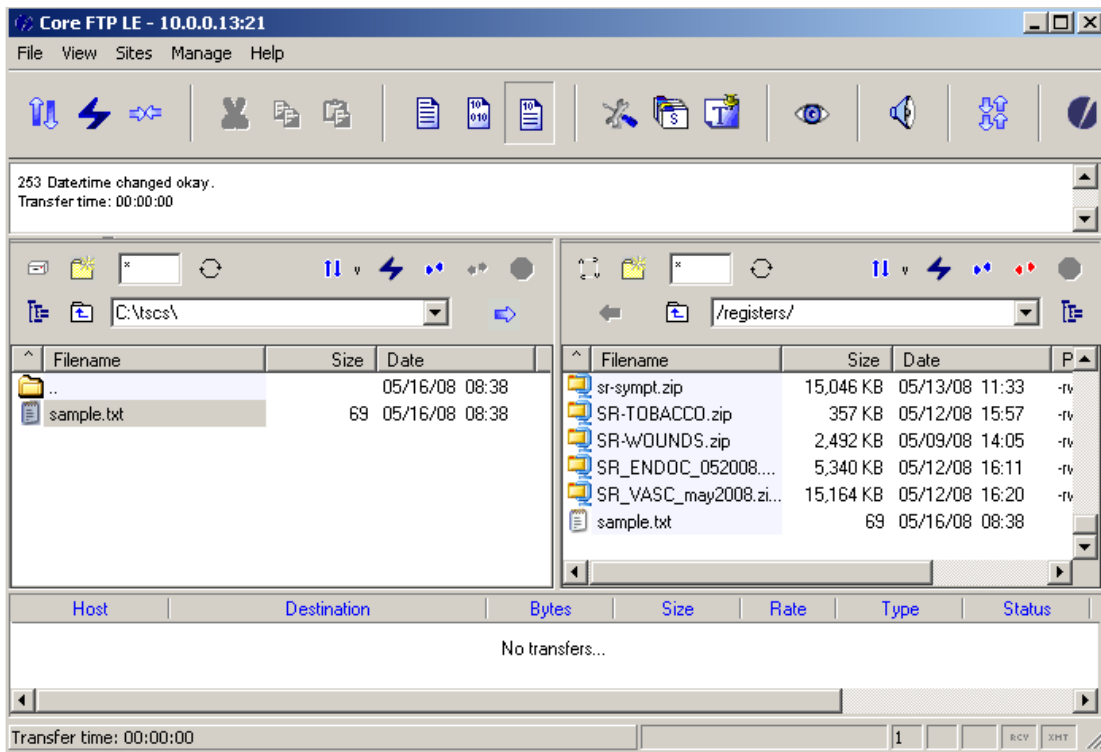 Core FTP LE - 10.0.0.13:21
File View Sites Manage Help
253 Date/time changed okay.
Transfer time: 00:00:00
* 
C:\tscs\
^ Filename Size Date
.. 05/16/08 08:38
sample.txt 69 05/16/08 08:38
*
/registers/
^ Filename Size Date P
sr-sympt.zip 15,046 KB 05/13/08 11:33 -rw
SR-TOBACCO.zip 357 KB 05/12/08 15:57 -rw
SR-WOUNDS.zip 2,492 KB 05/09/08 14:05 -rw
SR_ENDOC_052008.... 5,340 KB 05/12/08 16:11 -rw
SR_VASC_may2008.zi... 15,164 KB 05/12/08 16:20 -rw
sample.txt 69 05/16/08 08:38
Host Destination Bytes Size Rate Type Status
No transfers...
Transfer time: 00:00:00 1 RCV XMT